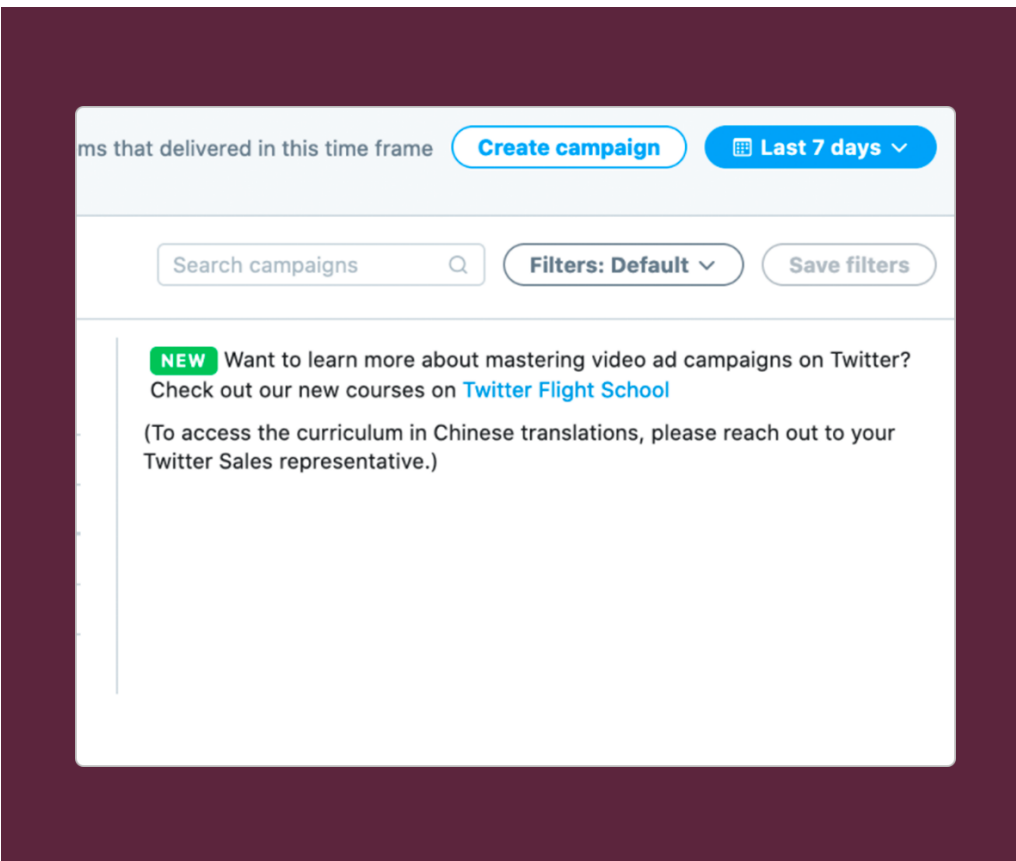 ms that delivered in this time frame Create campaign Last 7 days
Search campaigns Filters: Default Save filters
NEW Want to learn more about mastering video ad campaigns on Twitter?
Check out our new courses on Twitter Flight School
(To access the curriculum in Chinese translations, please reach out to your
Twitter Sales representative.)